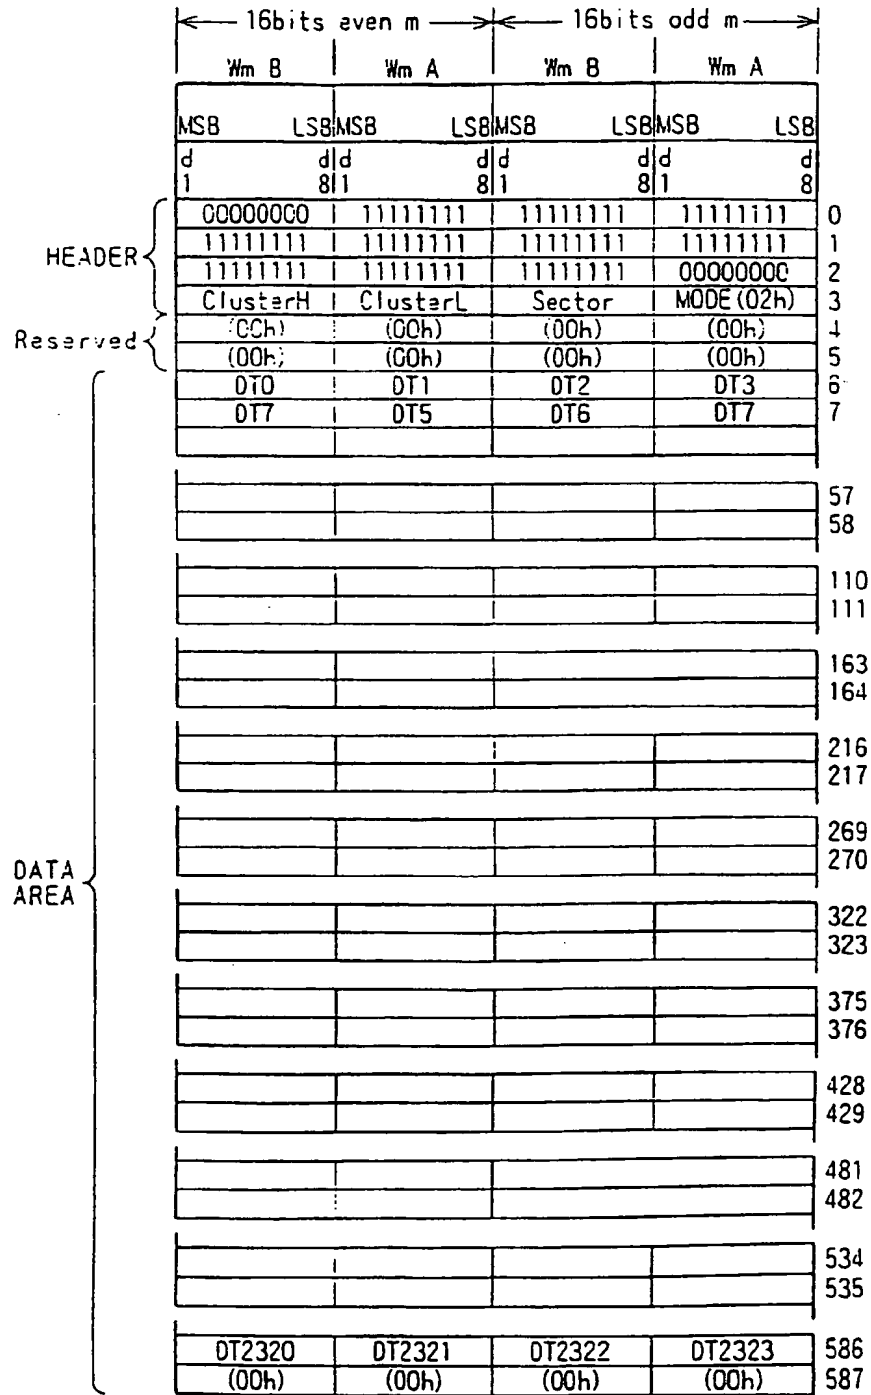 16bits even m 16bits odd m
Wm B Wm A Wm B Wm A
MSB LSB MSB LSB MSB LSB MSB LSB
d d d d d d d d
1 8 1 8 1 8 1 8
00000000 11111111 11111111 11111111 0
11111111 11111111 11111111 11111111 1
HEADER
11111111 11111111 11111111 00000000 2
ClusterH ClusterL Sector MODE(02h) 3
(00h) (00h) (00h) (00h) 4
Reserved
(00h) (00h) (00h) (00h) 5
DT0 DT1 DT2 DT3 6
DT7 DT5 DT6 DT7 7
57
58
110
111
163
164
216
217
269
270
DATA
AREA
322
323
375
376
428
429
481
482
534
535
DT2320 DT2321 DT2322 DT2323 586
(00h) (00h) (00h) (00h) 587